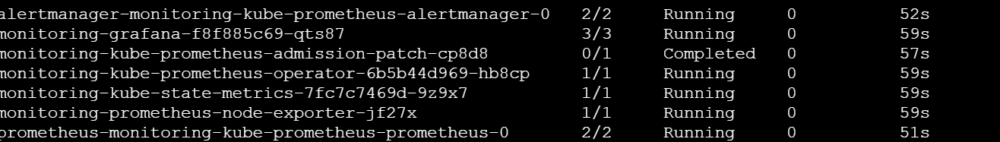 alertmanager-monitoring-kube-prometheus-alertmanager-0 2/2 Running 0 52s
monitoring-grafana-f8f885c69-qts87 3/3 Running 0 59s
monitoring-kube-prometheus-admission-patch-cp8d8 0/1 Completed 0 57s
monitoring-kube-prometheus-operator-6b5b44d969-hb8cp 1/1 Running 0 59s
monitoring-kube-state-metrics-7fc7c7469d-9z9x7 1/1 Running 0 59s
monitoring-prometheus-node-exporter-jf27x 1/1 Running 0 59s
prometheus-monitoring-kube-prometheus-prometheus-0 2/2 Running 0 51s